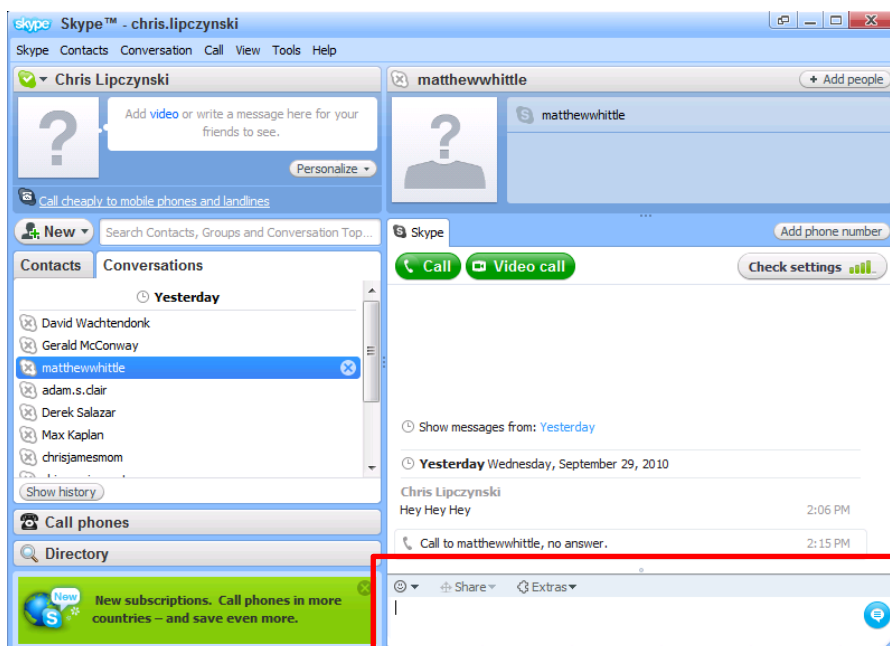 Skype™ - chris.lipczynski
Skype Contacts Conversation Call View Tools Help
Chris Lipczynski
Add video or write a message here for your
friends to see.
Personalize
Call cheaply to mobile phones and landlines
New
Search Contacts, Groups and Conversation Top...
Contacts Conversations
Yesterday
David Wachtendonk
Gerald McConway
matthewwhittle
adam.s.clair
Derek Salazar
Max Kaplan
chrisjamesmom
Show history
Call phones
Directory
New
New subscriptions. Call phones in more
countries – and save even more.
matthewwhittle
+ Add people
matthewwhittle
Skype
Add phone number
Call
Video call
Check settings
Show messages from: Yesterday
Yesterday Wednesday, September 29, 2010
Chris Lipczynski
Hey Hey Hey 2:06 PM
Call to matthewwhittle, no answer. 2:15 PM
Share Extras